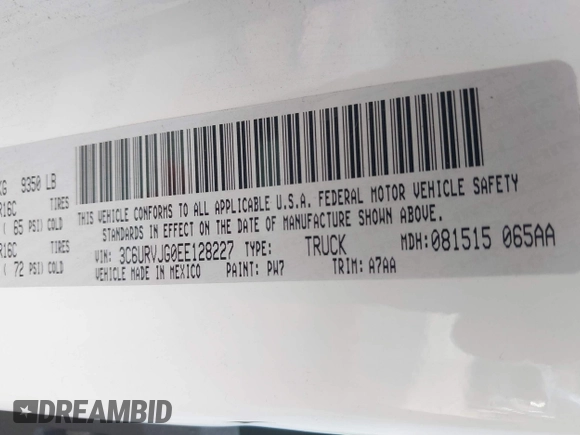 KG 9350 LB
R16C TIRES
( 65 PSI) COLD
R16C TIRES
( 72 PSI) COLD
THIS VEHICLE CONFORMS TO ALL APPLICABLE U.S.A. FEDERAL MOTOR VEHICLE SAFETY
STANDARDS IN EFFECT ON THE DATE OF MANUFACTURE SHOWN ABOVE.
VIN: 3C6URVJG0EE128227 TYPE: TRUCK MDH:081515 065AA
VEHICLE MADE IN MEXICO PAINT: PW7 TRIM: A7AA
DREAMBID